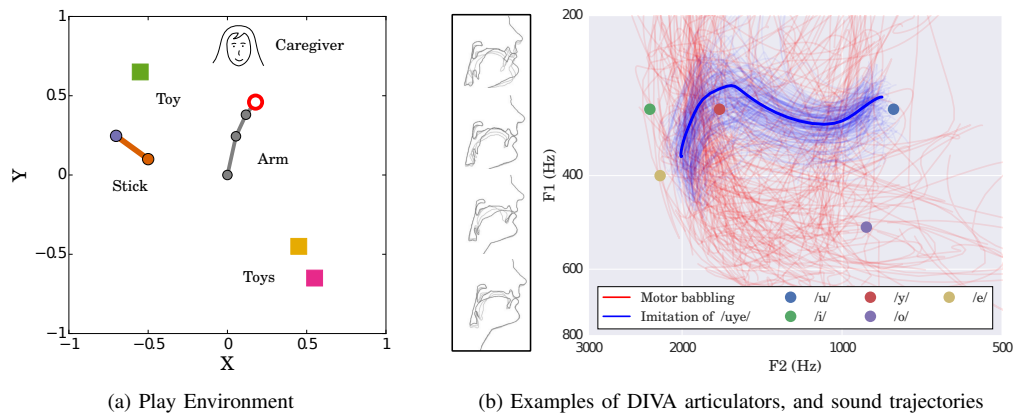 1
0.5
0
−0.5
−1
−1
−0.5
0
0.5
1
Y
X
Caregiver
Toy
Arm
Stick
Toys
(a) Play Environment
200
400
600
800
F1 (Hz)
3000
2000
1000
500
F2 (Hz)
Motor babbling
Imitation of /uye/
/u/
/i/
/y/
/o/
/e/
(b) Examples of DIVA articulators, and sound trajectories